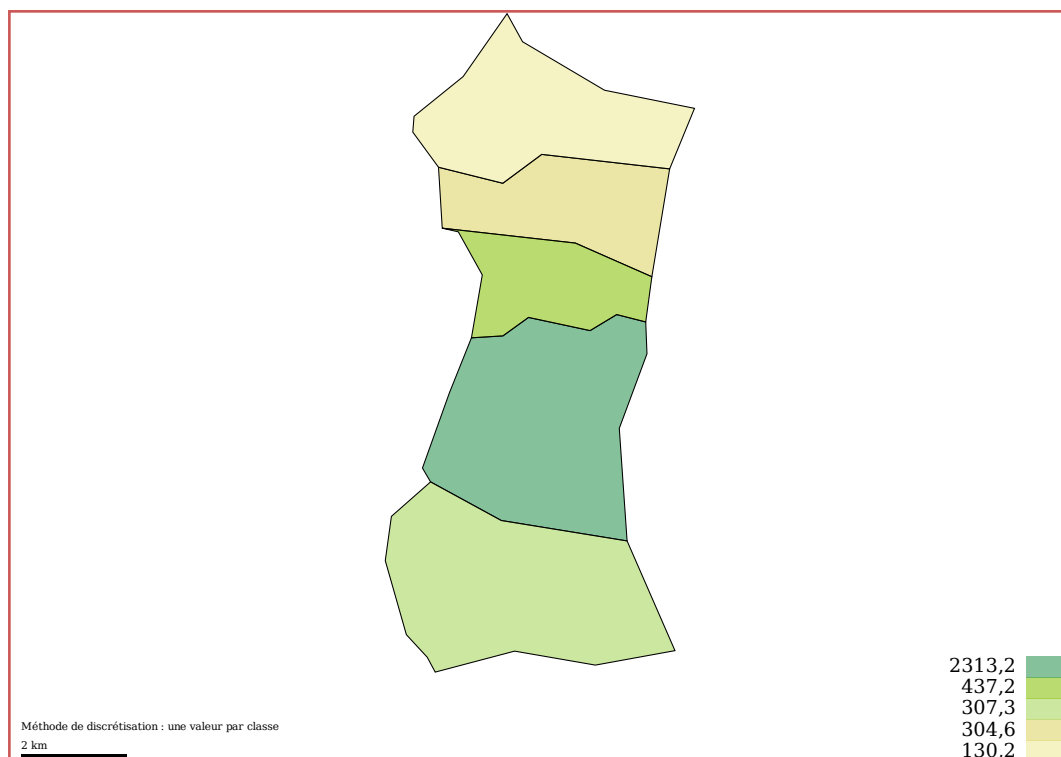 2313,2
437,2
307,3
304,6
130,2
Méthode de discrétisation : une valeur par classe
2 km